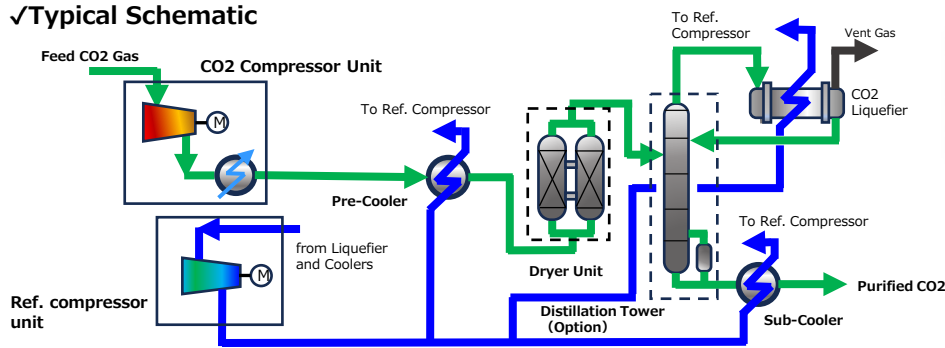 ✓Typical Schematic
Feed CO2 Gas
CO2 Compressor Unit
M
To Ref. Compressor
Pre-Cooler
Dryer Unit
To Ref.
Compressor
Vent Gas
CO2
Liquefier
from Liquefier
and Coolers
M
Ref. compressor
unit
Distillation Tower
（Option）
To Ref. Compressor
Sub-Cooler
Purified CO2